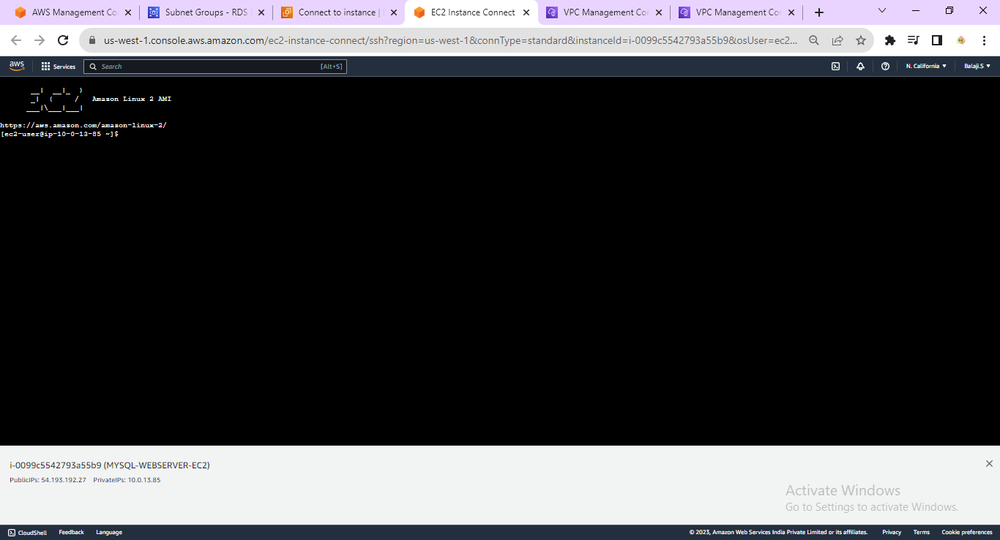 AWS Management Co
Subnet Groups - RDS
Connect to instance |
EC2 Instance Connect
VPC Management Con
VPC Management Con
us-west-1.console.aws.amazon.com/ec2-instance-connect/ssh?region=us-west-1&connType=standard&instanceId=i-0099c5542793a55b9&osUser=ec2...
aws
Services
Search
[Alt+S]
N. California
Balaji.S
__| __|_ )
_| ( / Amazon Linux 2 AMI
___|\___|___|
https://aws.amazon.com/amazon-linux-2/
[ec2-user@ip-10-0-13-85 ~]$
i-0099c5542793a55b9 (MYSQL-WEBSERVER-EC2)
PublicIPs: 54.193.192.27 PrivateIPs: 10.0.13.85
Activate Windows
Go to Settings to activate Windows.
CloudShell Feedback Language © 2023, Amazon Web Services India Private Limited or its affiliates. Privacy Terms Cookie preferences